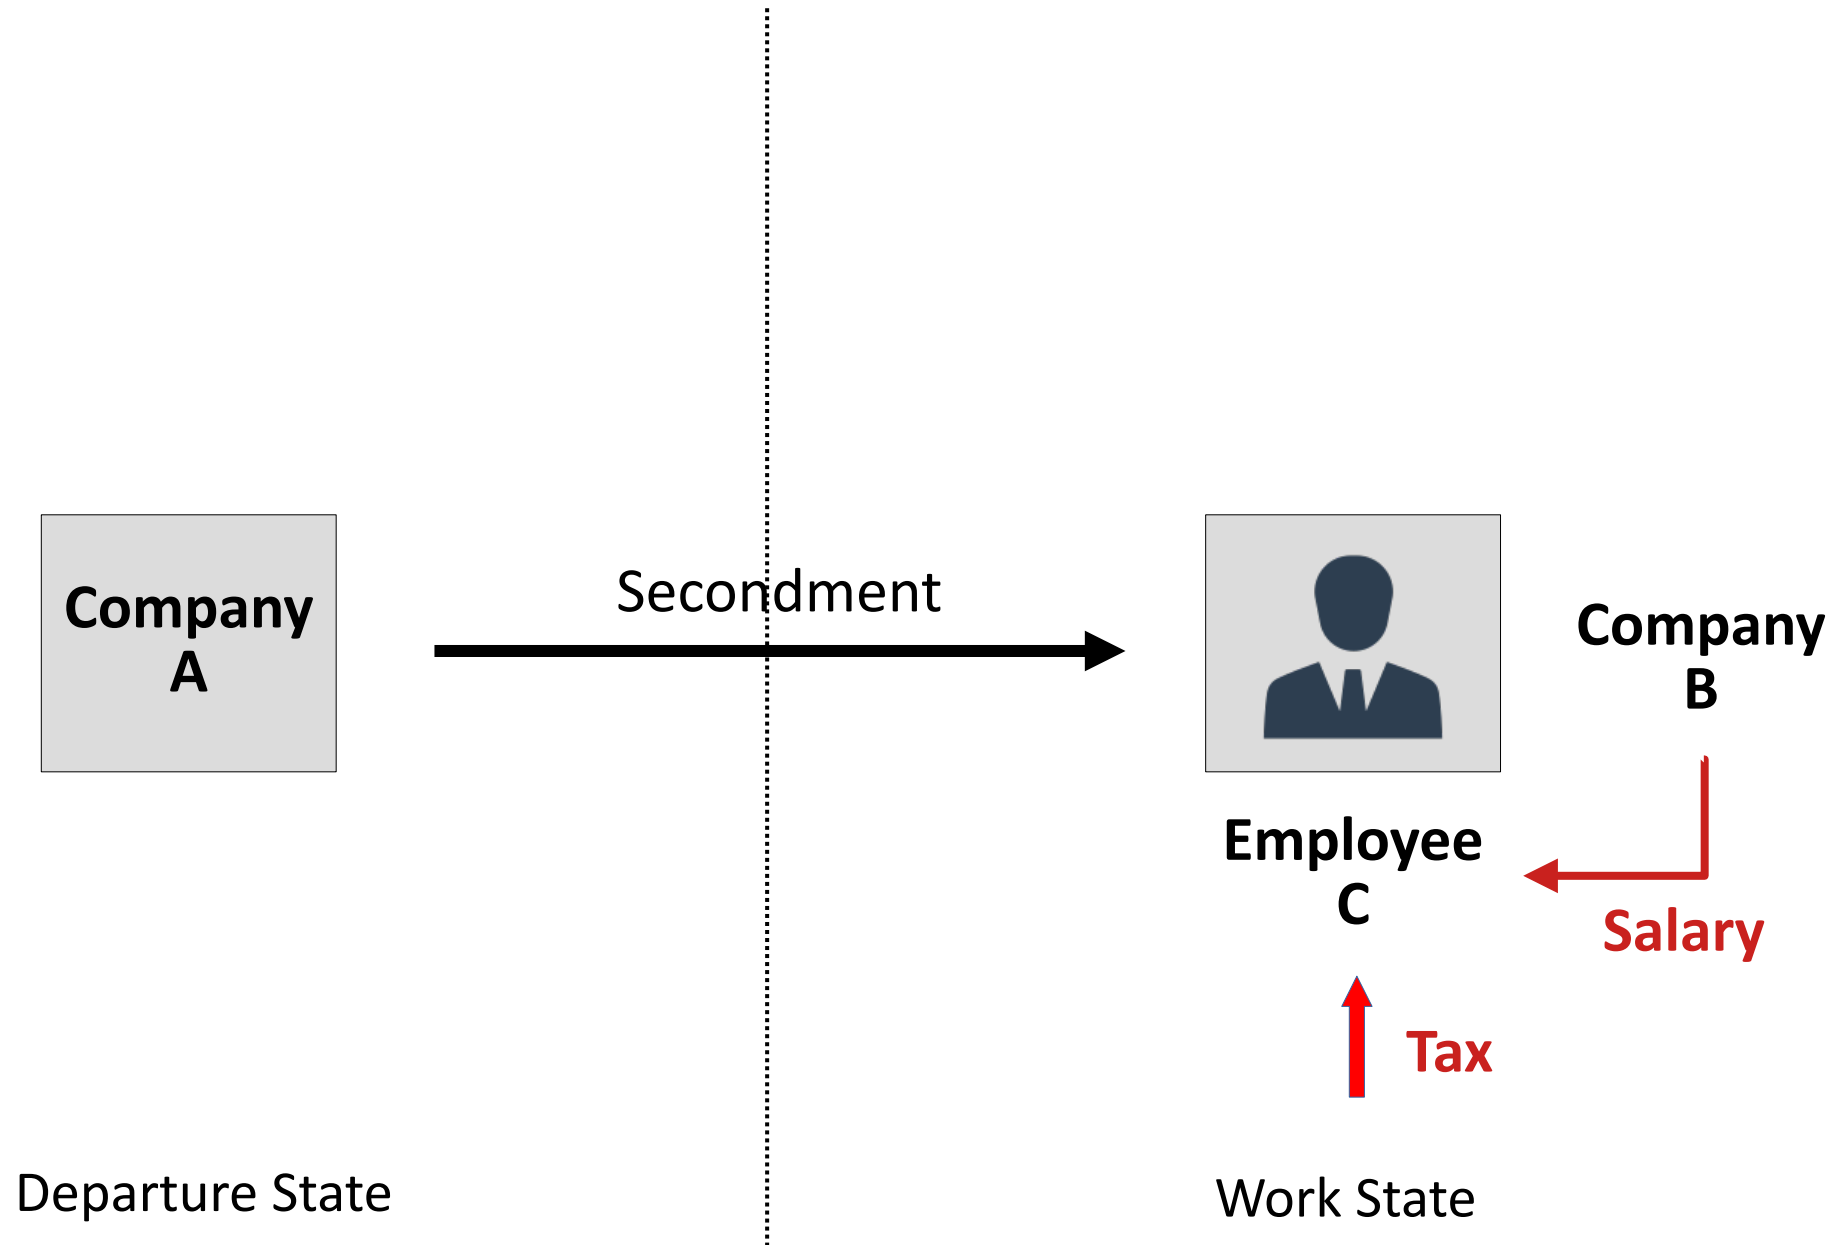 Secondment
Company
A
Company
B
Employee
C
Salary
Tax
Departure State
Work State